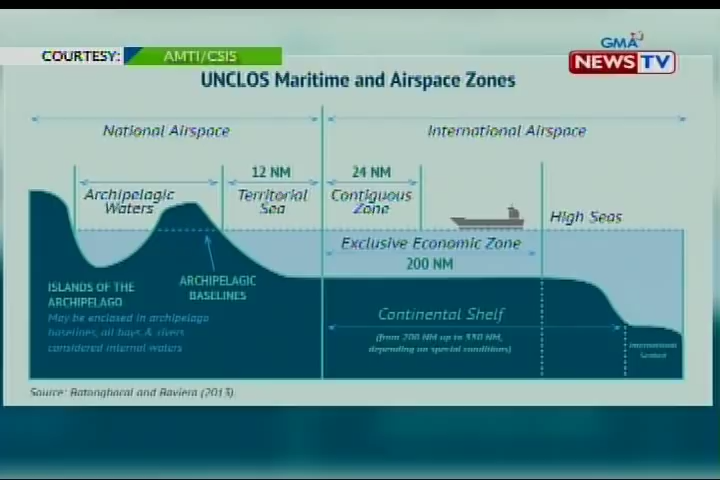 COURTESY: AMTI/CSIS
GMA
NEWS TV
UNCLOS Maritime and Airspace Zones
National Airspace
International Airspace
12 NM
24 NM
Archipelagic
Waters
Territorial
Sea
Contiguous
Zone
High Seas
Exclusive Economic Zone
200 NM
ISLANDS OF THE
ARCHIPELAGO
May be enclosed in archipelago
baselines, all bays & rivers
considered internal waters
ARCHIPELAGIC
BASELINES
Continental Shelf
(from 200 NM up to 350 NM,
depending on special conditions)
International
Seabed
Source: Batongbacal and Baviera (2013).